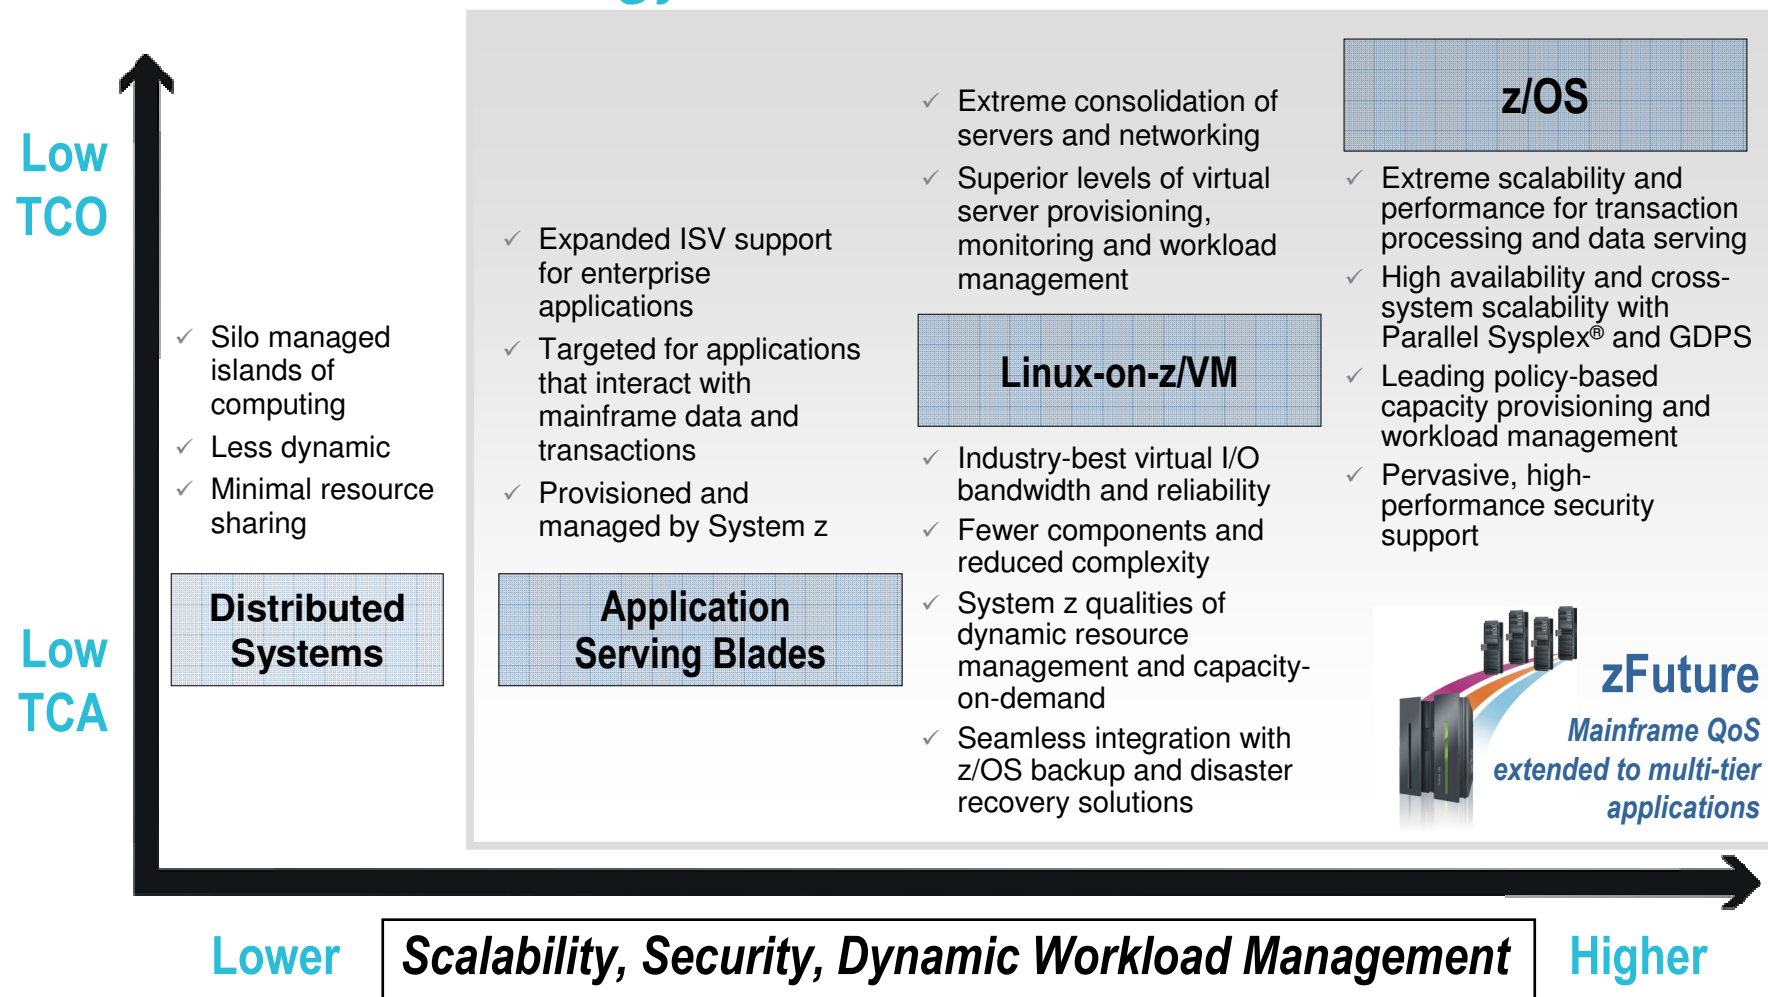 Low
TCO
Low
TCA
✓ Silo managed
islands of
computing
✓ Less dynamic
✓ Minimal resource
sharing
Distributed
Systems
✓ Expanded ISV support
for enterprise
applications
✓ Targeted for applications
that interact with
mainframe data and
transactions
✓ Provisioned and
managed by System z
Application
Serving Blades
✓ Extreme consolidation of
servers and networking
✓ Superior levels of virtual
server provisioning,
monitoring and workload
management
Linux-on-z/VM
✓ Industry-best virtual I/O
bandwidth and reliability
✓ Fewer components and
reduced complexity
✓ System z qualities of
dynamic resource
management and capacity-
on-demand
✓ Seamless integration with
z/OS backup and disaster
recovery solutions
z/OS
✓ Extreme scalability and
performance for transaction
processing and data serving
✓ High availability and cross-
system scalability with
Parallel Sysplex® and GDPS
✓ Leading policy-based
capacity provisioning and
workload management
✓ Pervasive, high-
performance security
support
zFuture
Mainframe QoS
extended to multi-tier
applications
Lower
Scalability, Security, Dynamic Workload Management
Higher